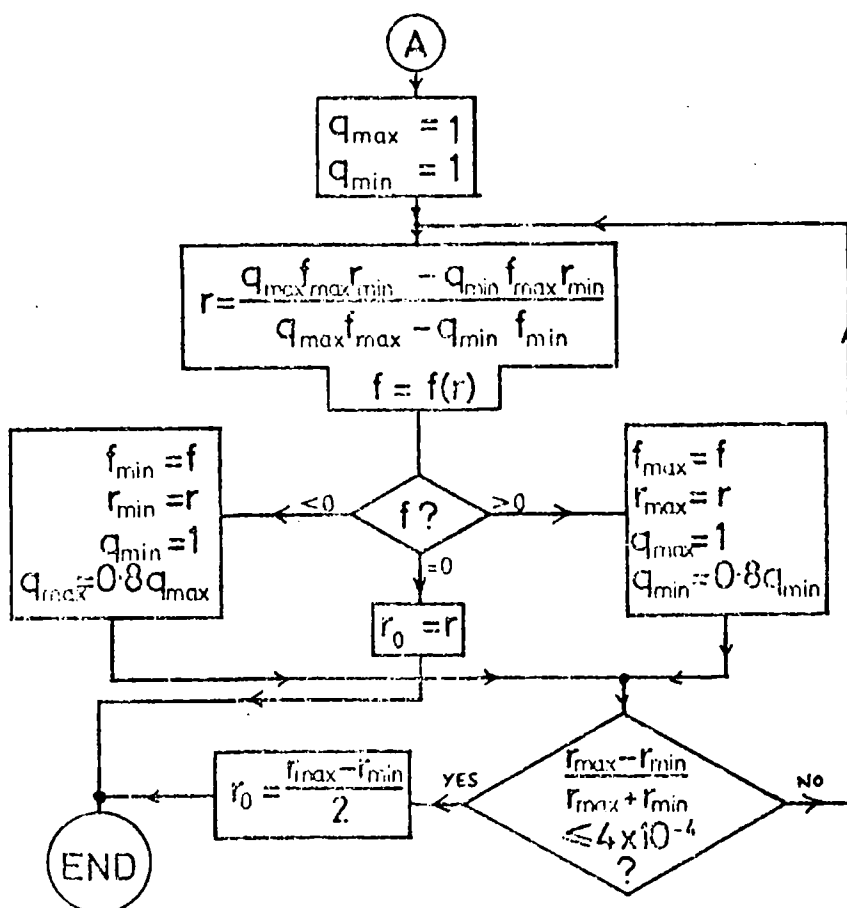 A
q_max = 1
q_min = 1
r = (q_max f_max r_min - q_min f_max r_min) / (q_max f_max - q_min f_min)
f = f(r)
f_min = f
r_min = r
q_min = 1
q_max = 0·8 q_max
<0
f?
>0
=0
f_max = f
r_max = r
q_max = 1
q_min = 0·8 q_min
r_0 = r
r_0 = (r_max - r_min) / 2
YES
(r_max - r_min) / (r_max + r_min)
≤ 4 x 10^-4
?
NO
END